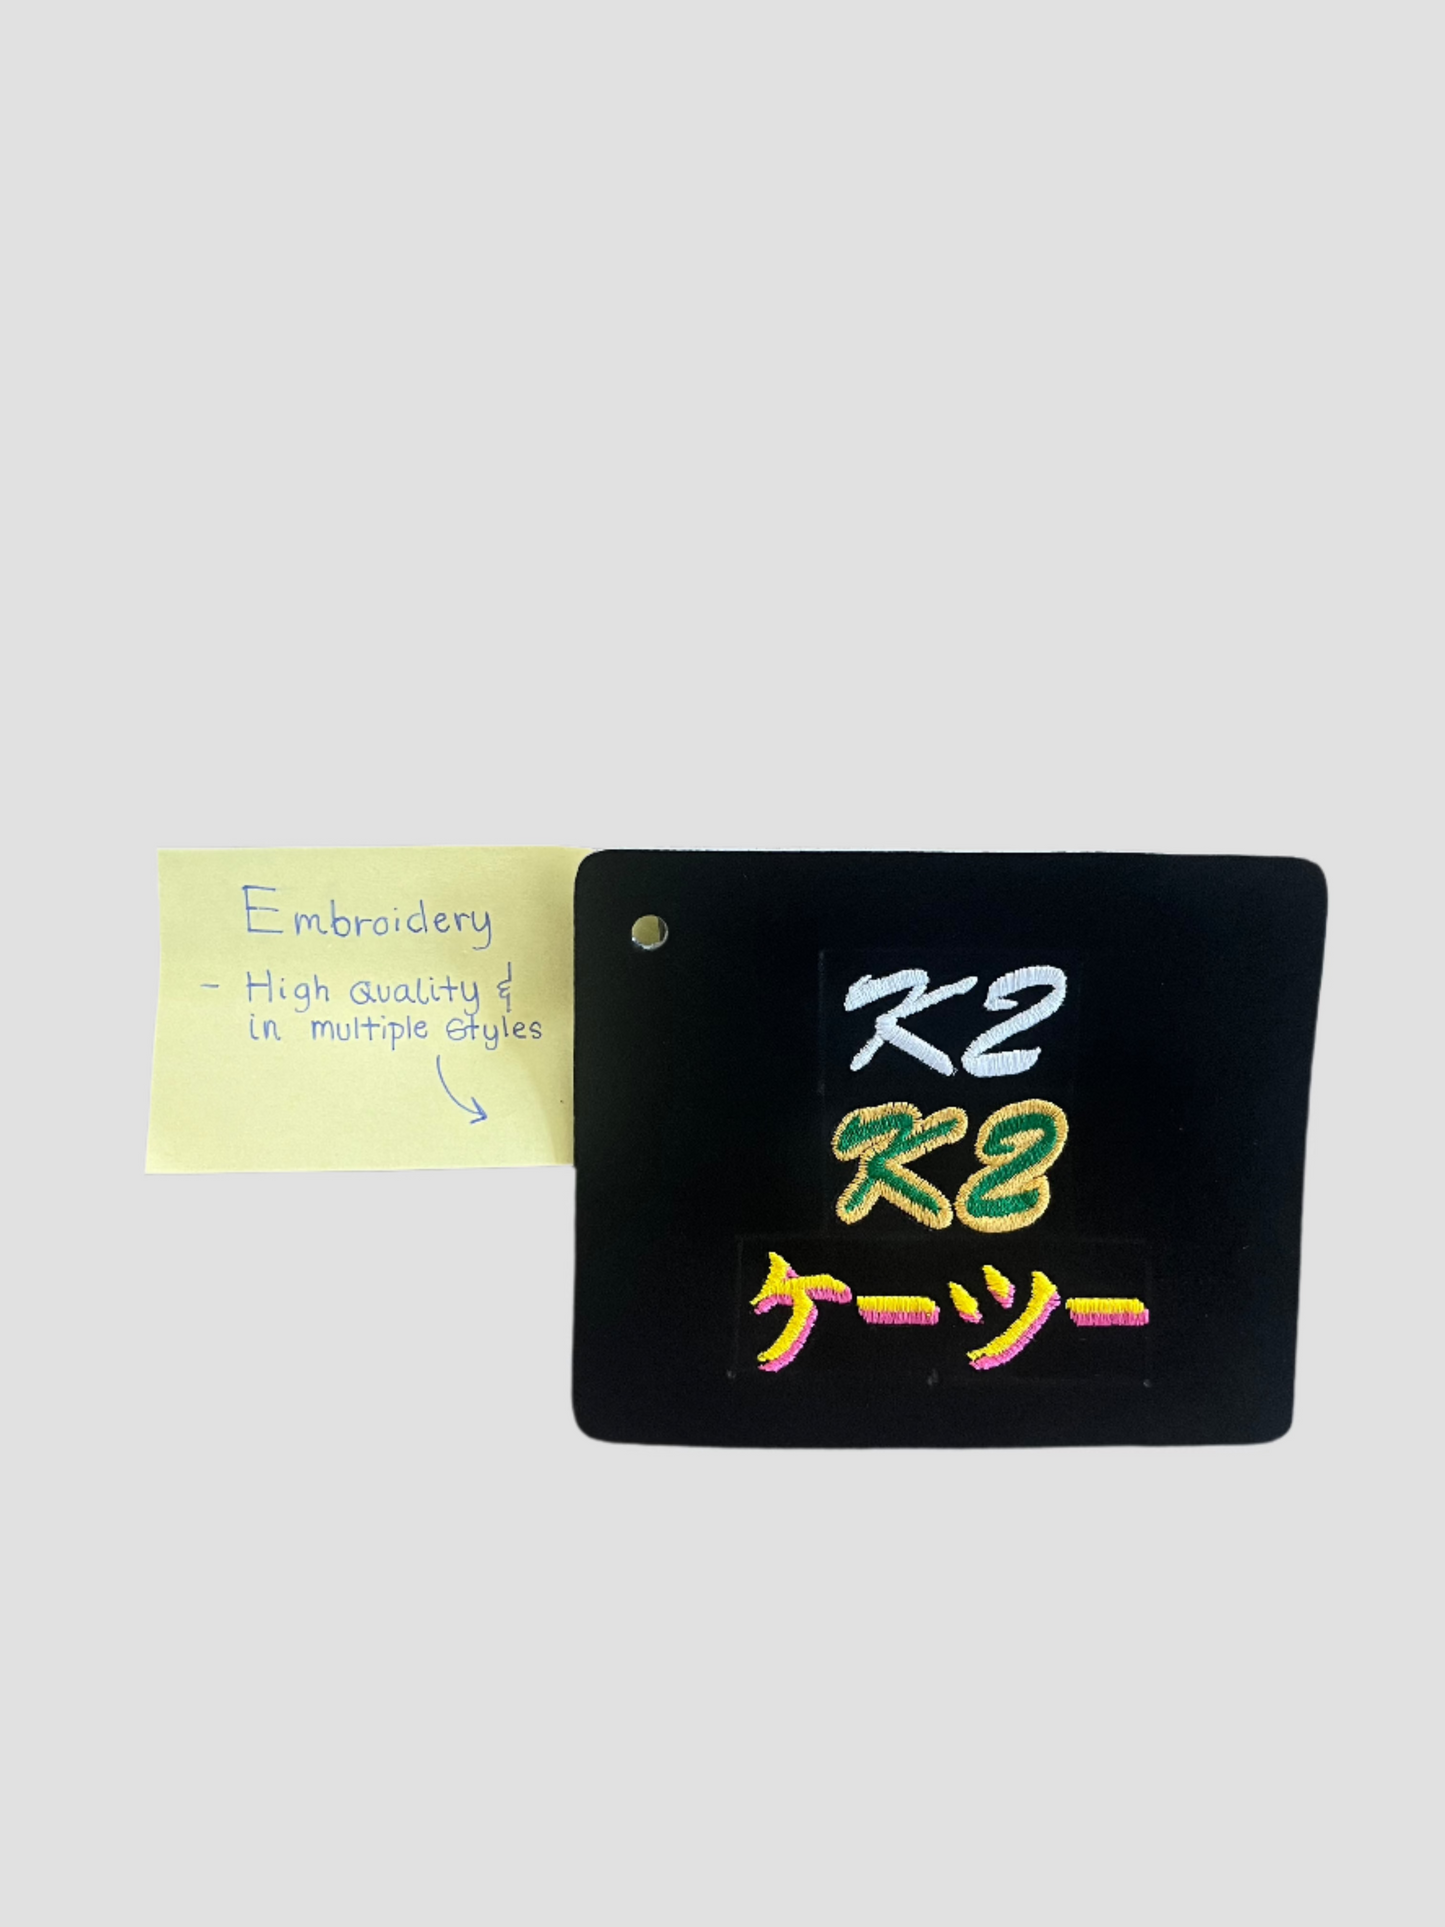 Embroidery
- High Quality &
in multiple styles
K2
K2
ケーツー